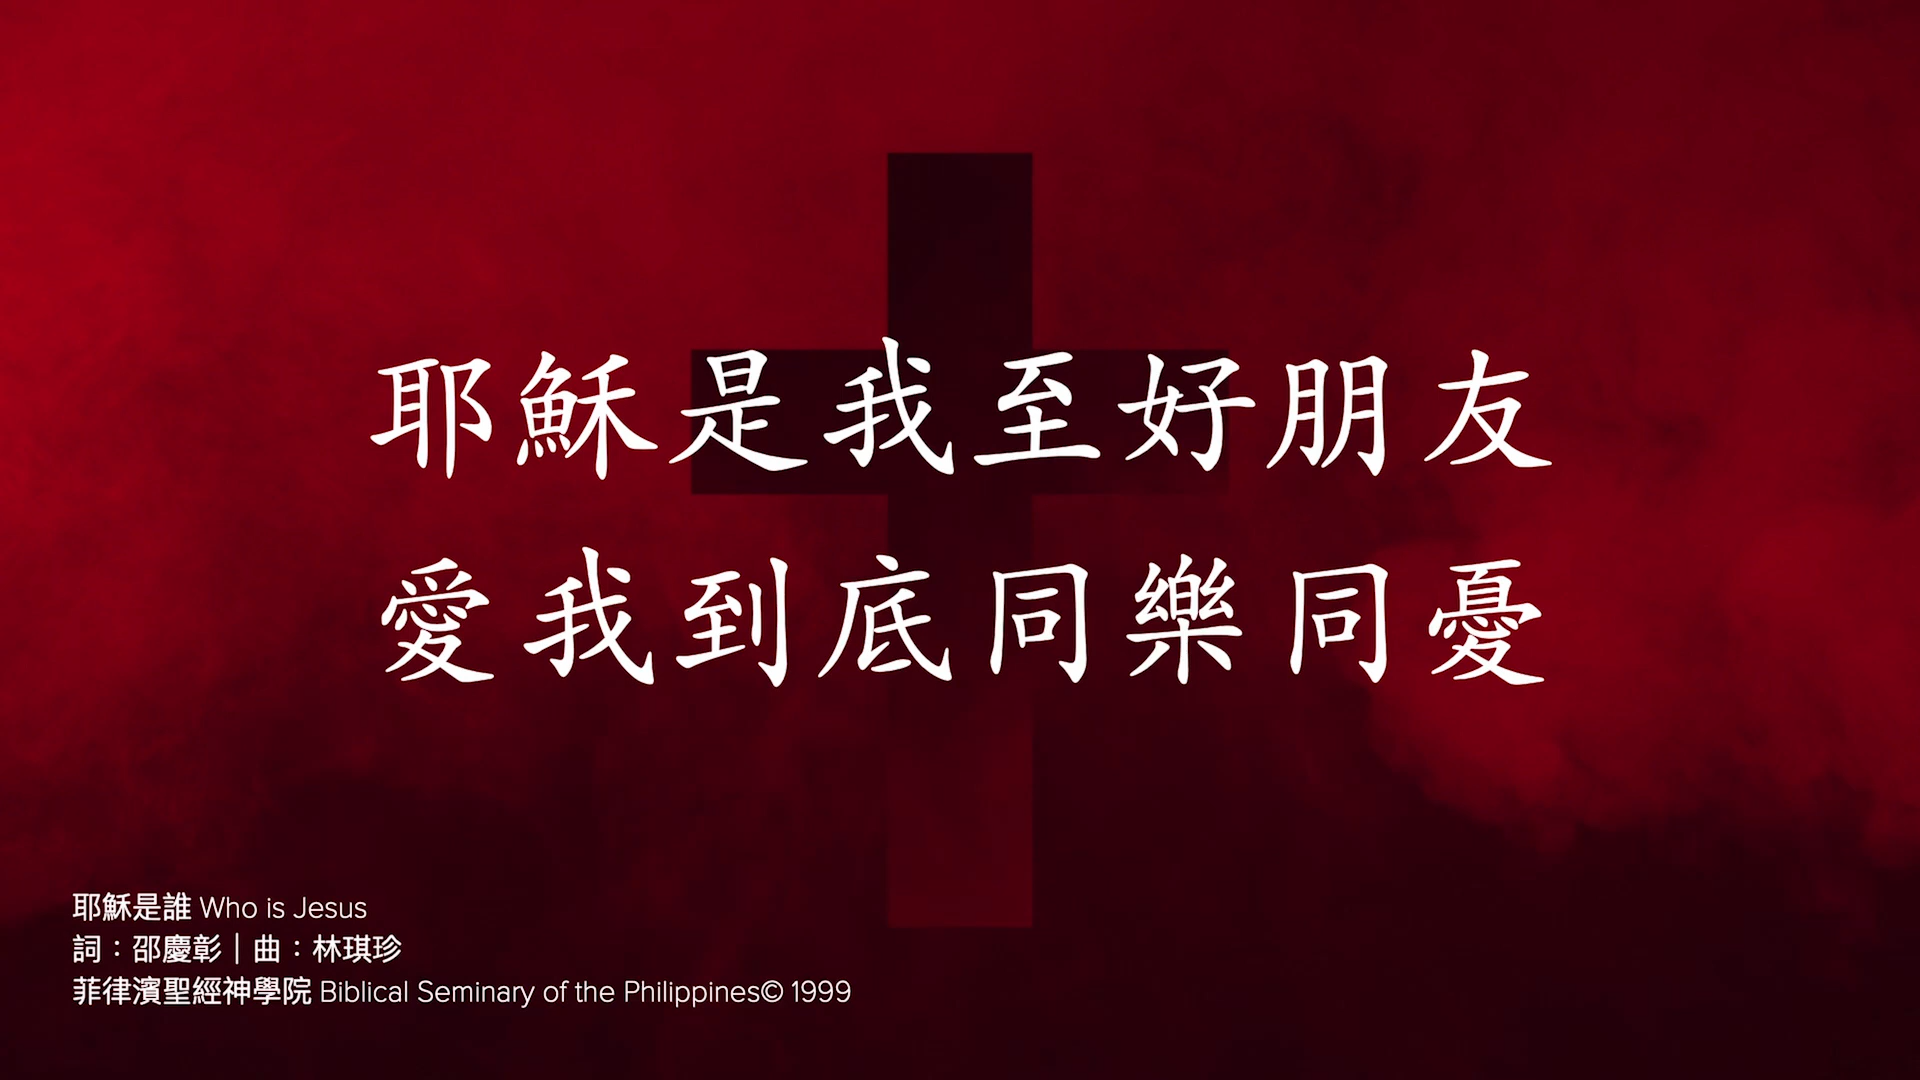 耶穌是我至好朋友
愛我到底同樂同憂
耶穌是誰 Who is Jesus
詞：邵慶彰｜曲：林琪珍
菲律濱聖經神學院 Biblical Seminary of the Philippines© 1999